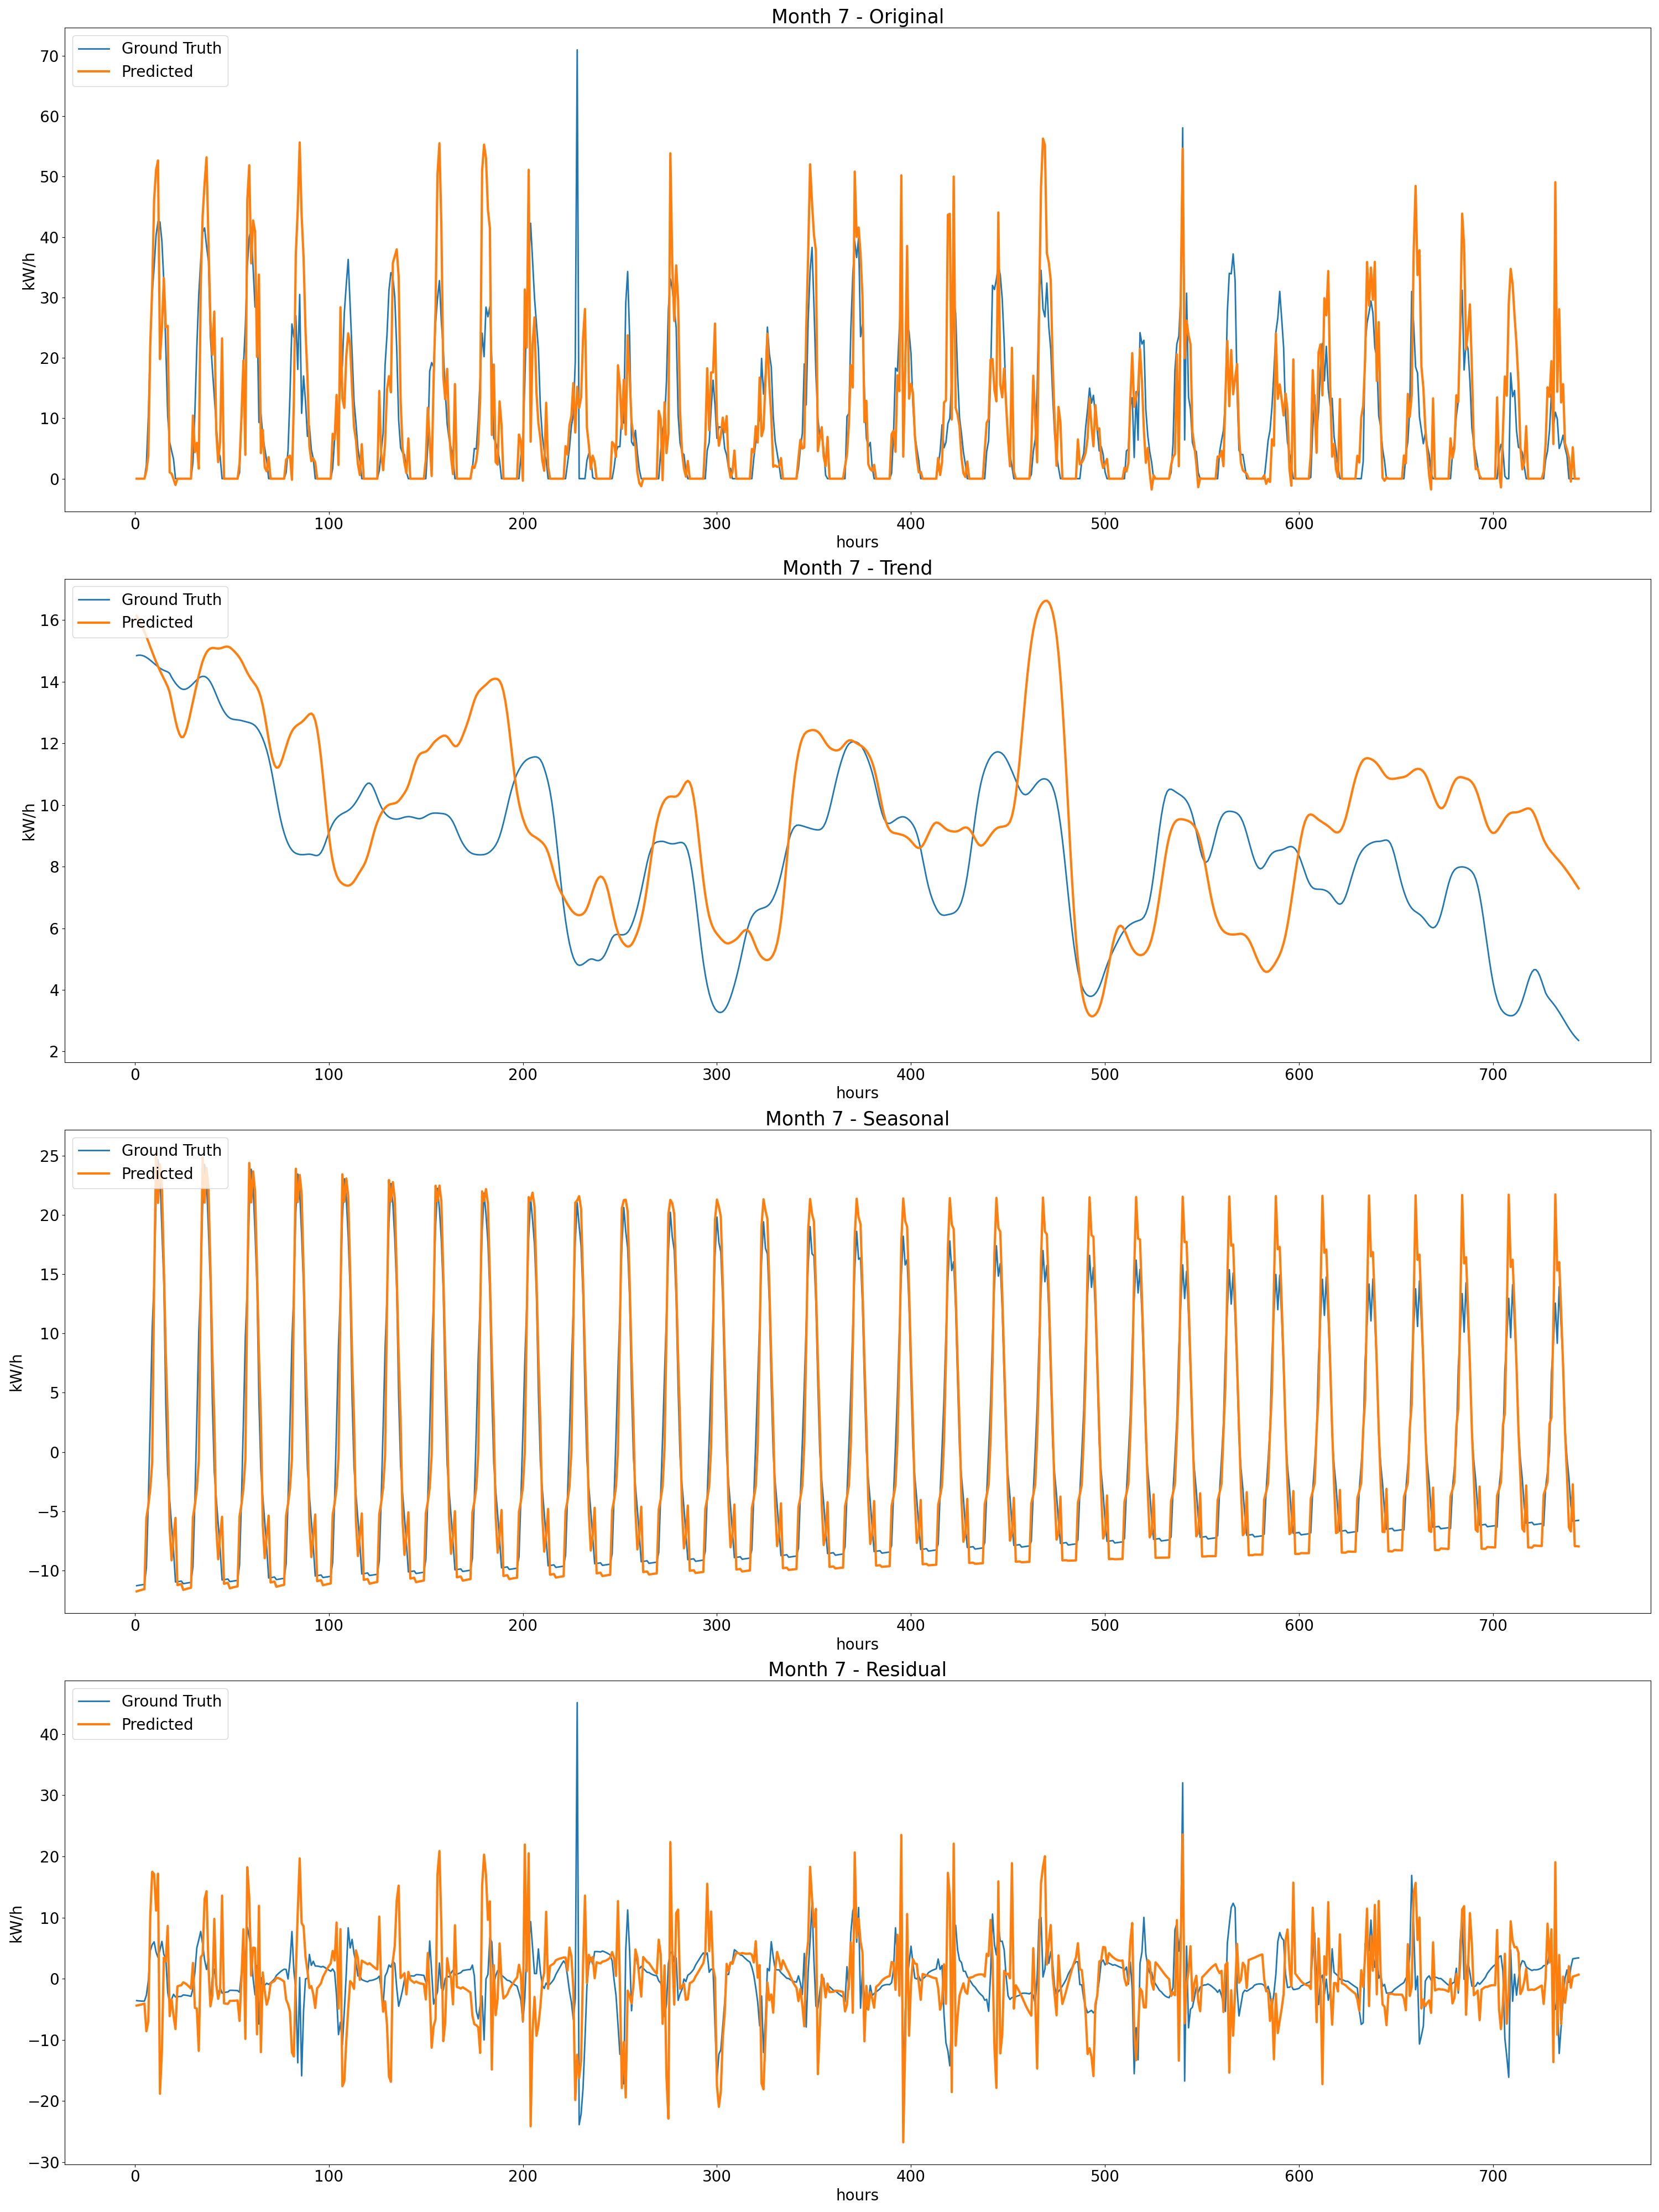 Month 7 - Original
Ground Truth
Predicted
70
60
50
40
30
20
10
0
kW/h
0 100 200 300 400 500 600 700
hours
Month 7 - Trend
Ground Truth
Predicted
16
14
12
10
8
6
4
2
kW/h
0 100 200 300 400 500 600 700
hours
Month 7 - Seasonal
Ground Truth
Predicted
25
20
15
10
5
0
−5
−10
kW/h
0 100 200 300 400 500 600 700
hours
Month 7 - Residual
Ground Truth
Predicted
40
30
20
10
0
−10
−20
−30
kW/h
0 100 200 300 400 500 600 700
hours